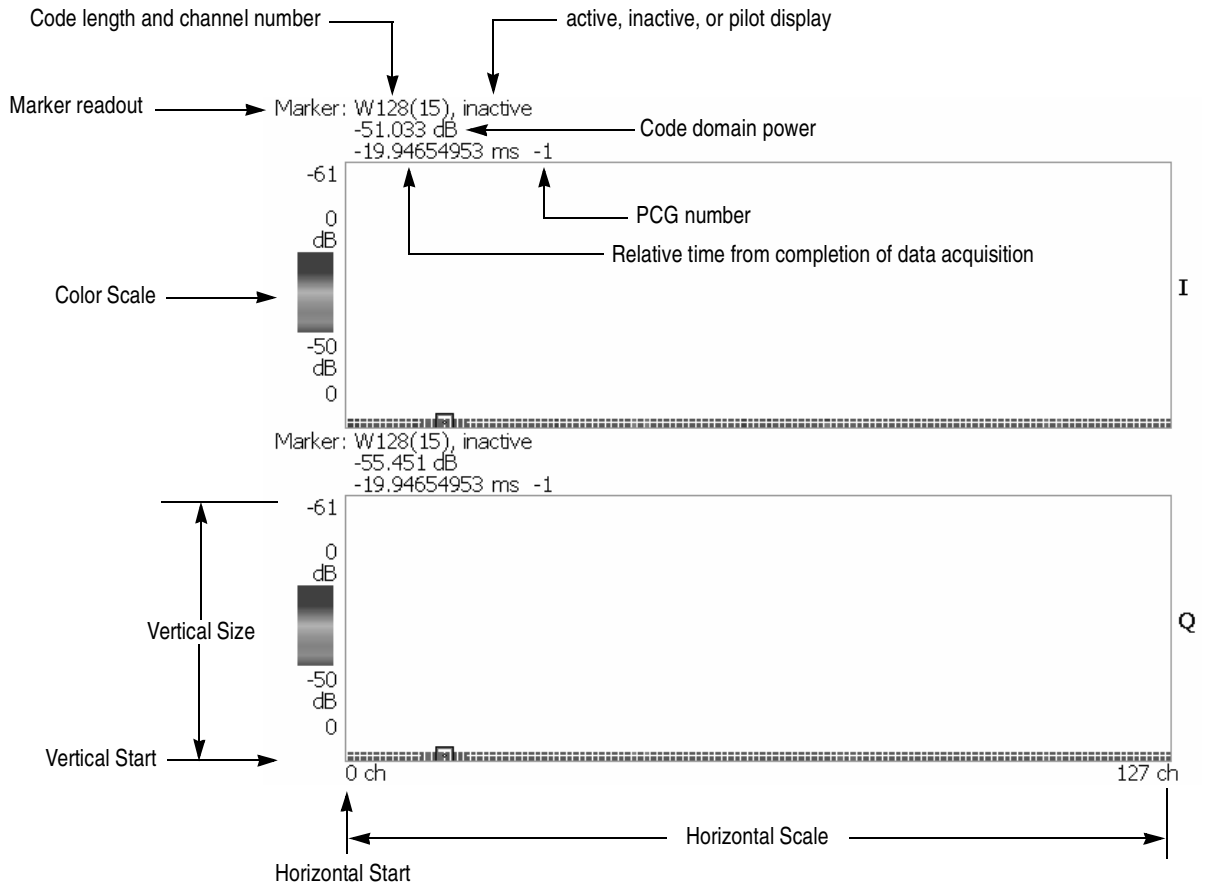 Code length and channel number
active, inactive, or pilot display
Marker readout
Marker: W128(15), inactive
-51.033 dB
Code domain power
-19.94654953 ms -1
-61
PCG number
0
dB
Relative time from completion of data acquisition
Color Scale
I
-50
dB
0
Marker: W128(15), inactive
-55.451 dB
-19.94654953 ms -1
-61
0
dB
Vertical Size
Q
-50
dB
0
Vertical Start
0 ch
127 ch
Horizontal Scale
Horizontal Start